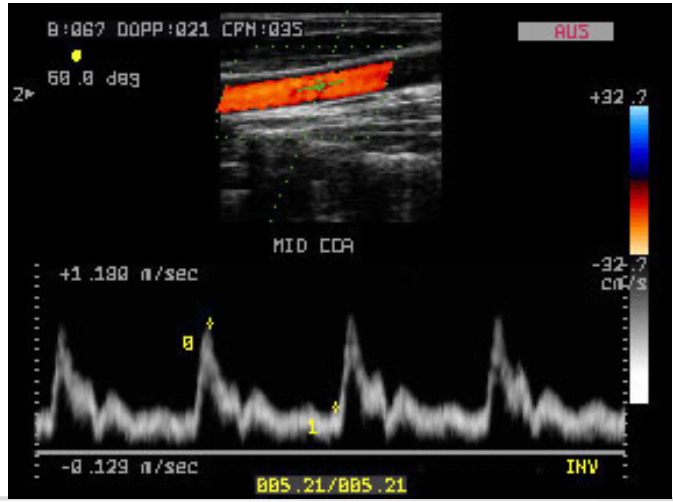 B:067 DOPP:021 CFM:035
AUS
60.0 deg
2
+32.7
MID CCA
-32.7
cm/s
+1.180 m/sec
0
1
-0.129 m/sec
INV
005.21/005.21